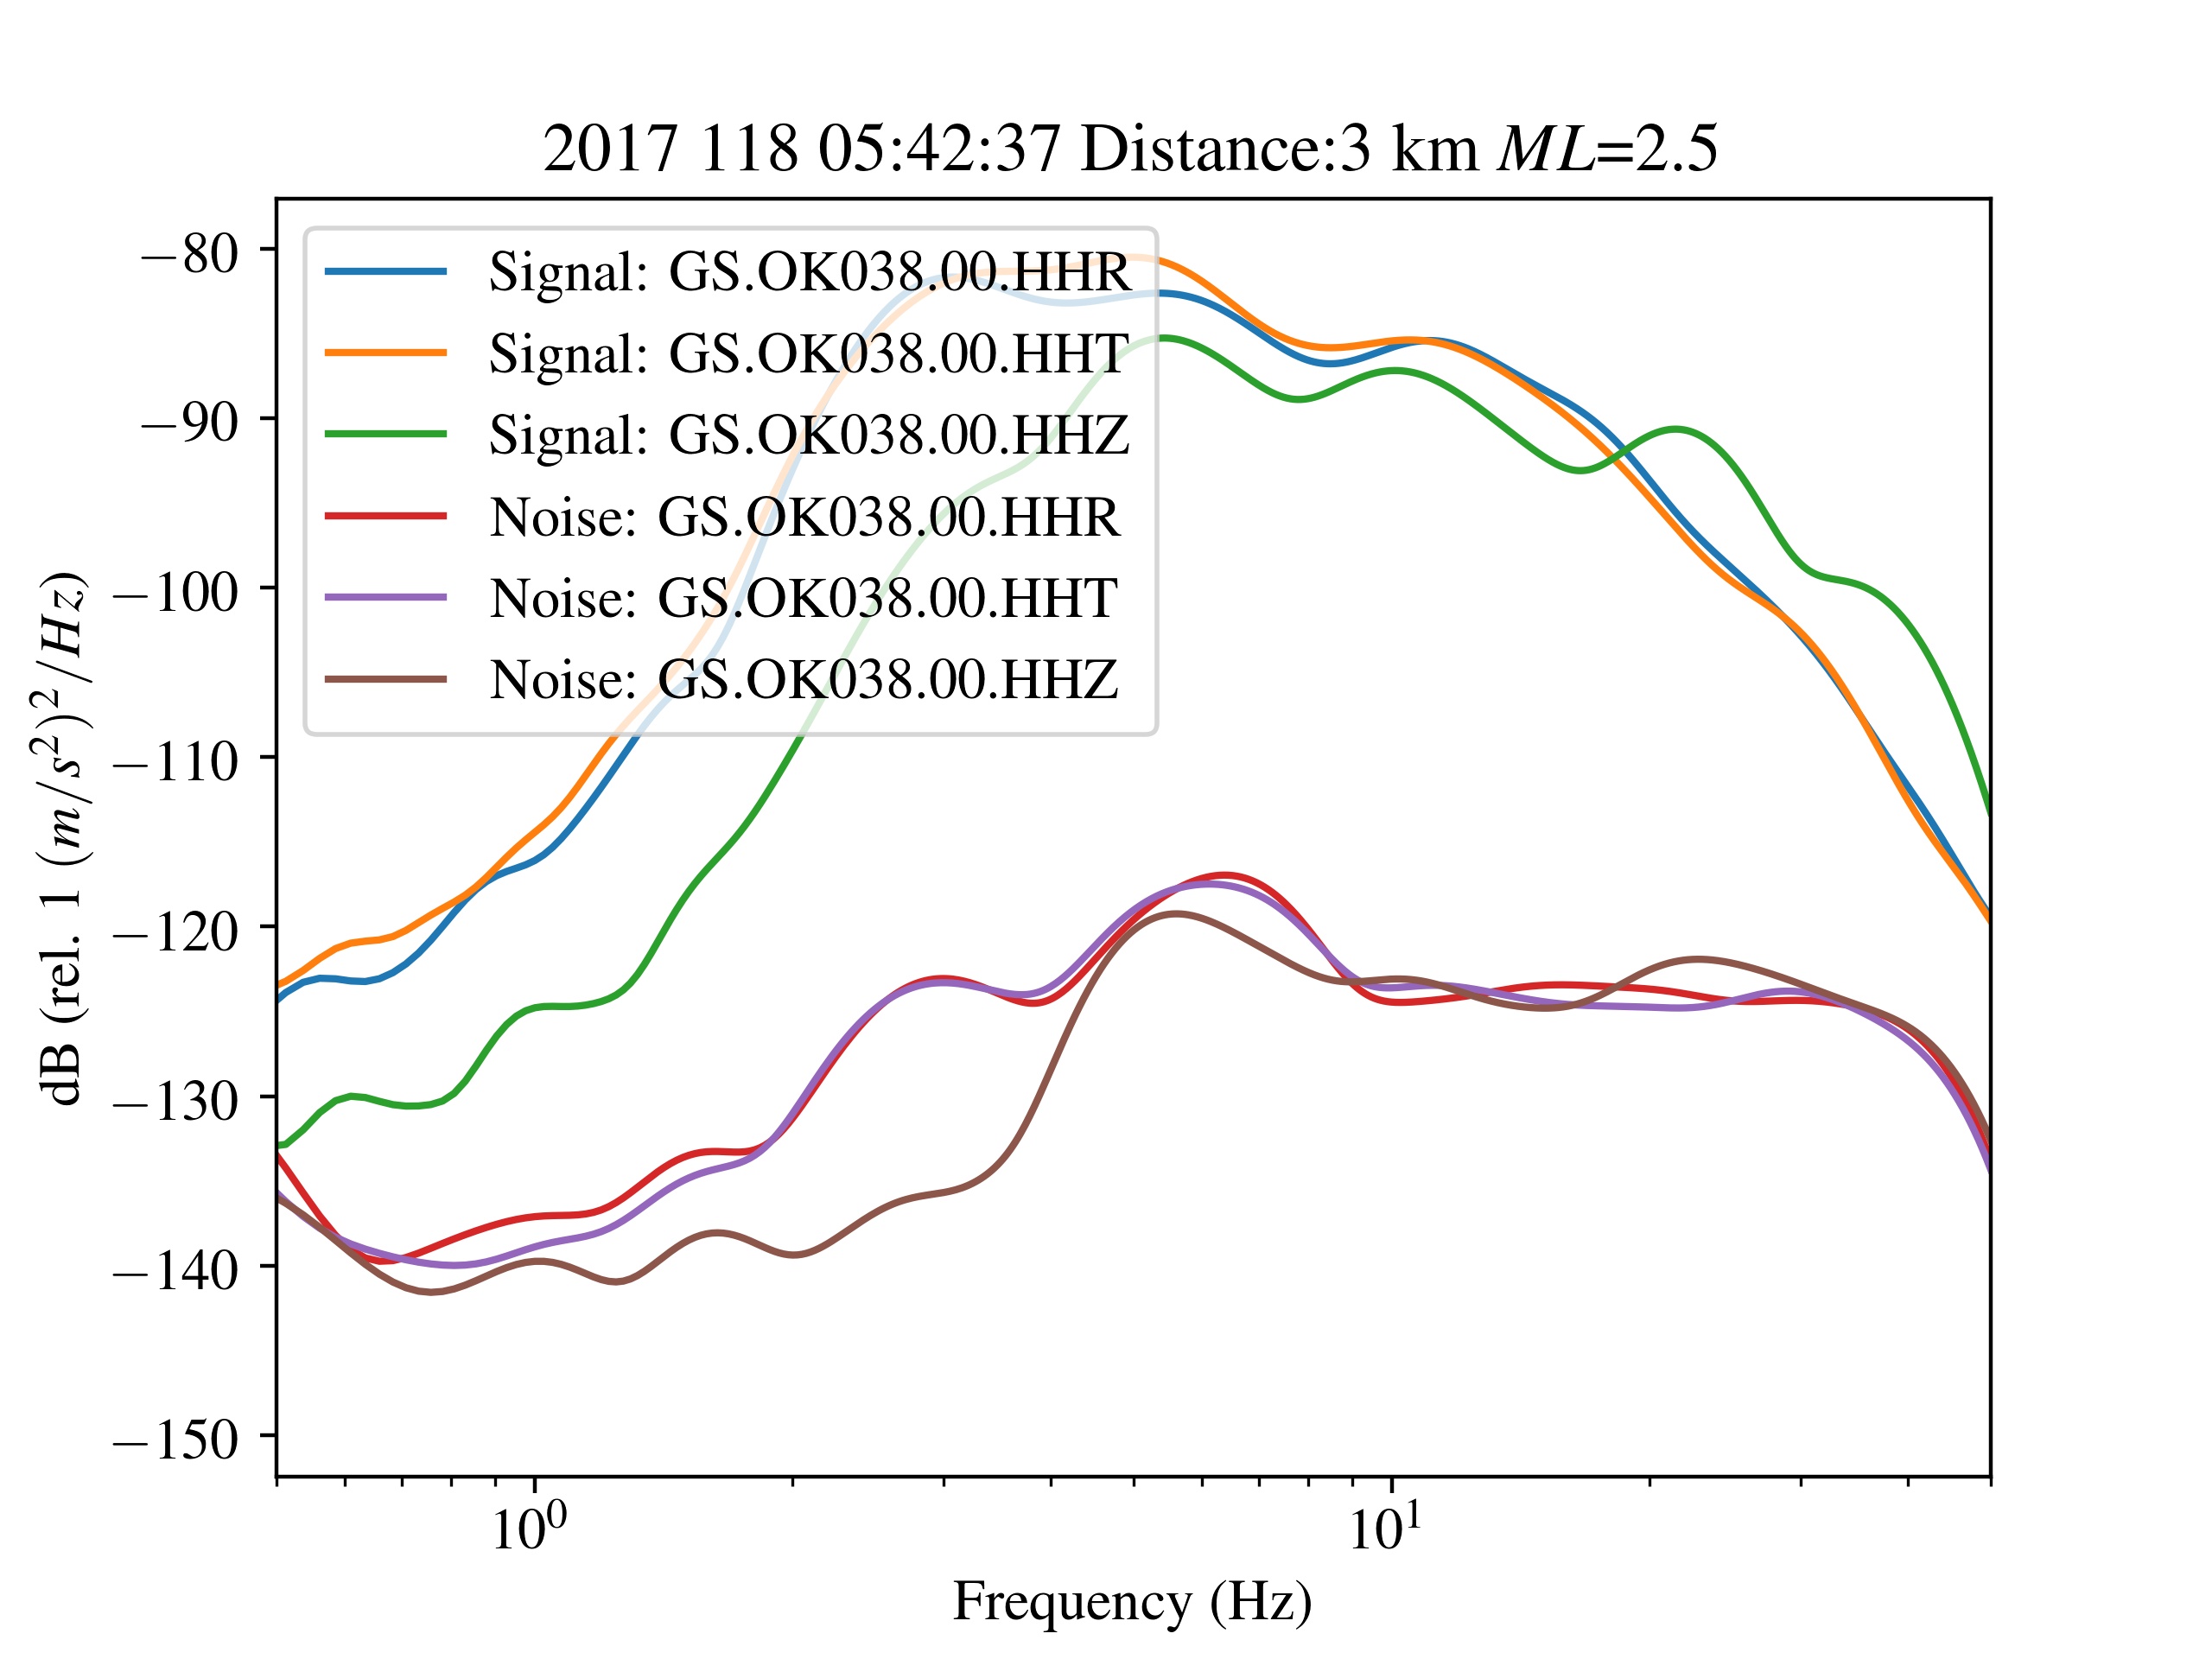 2017 118 05:42:37 Distance:3 km ML=2.5
Signal: GS.OK038.00.HHR
Signal: GS.OK038.00.HHT
Signal: GS.OK038.00.HHZ
Noise: GS.OK038.00.HHR
Noise: GS.OK038.00.HHT
Noise: GS.OK038.00.HHZ
dB (rel. 1 (m/s²)²/Hz)
−80
−90
−100
−110
−120
−130
−140
−150
10⁰
10¹
Frequency (Hz)